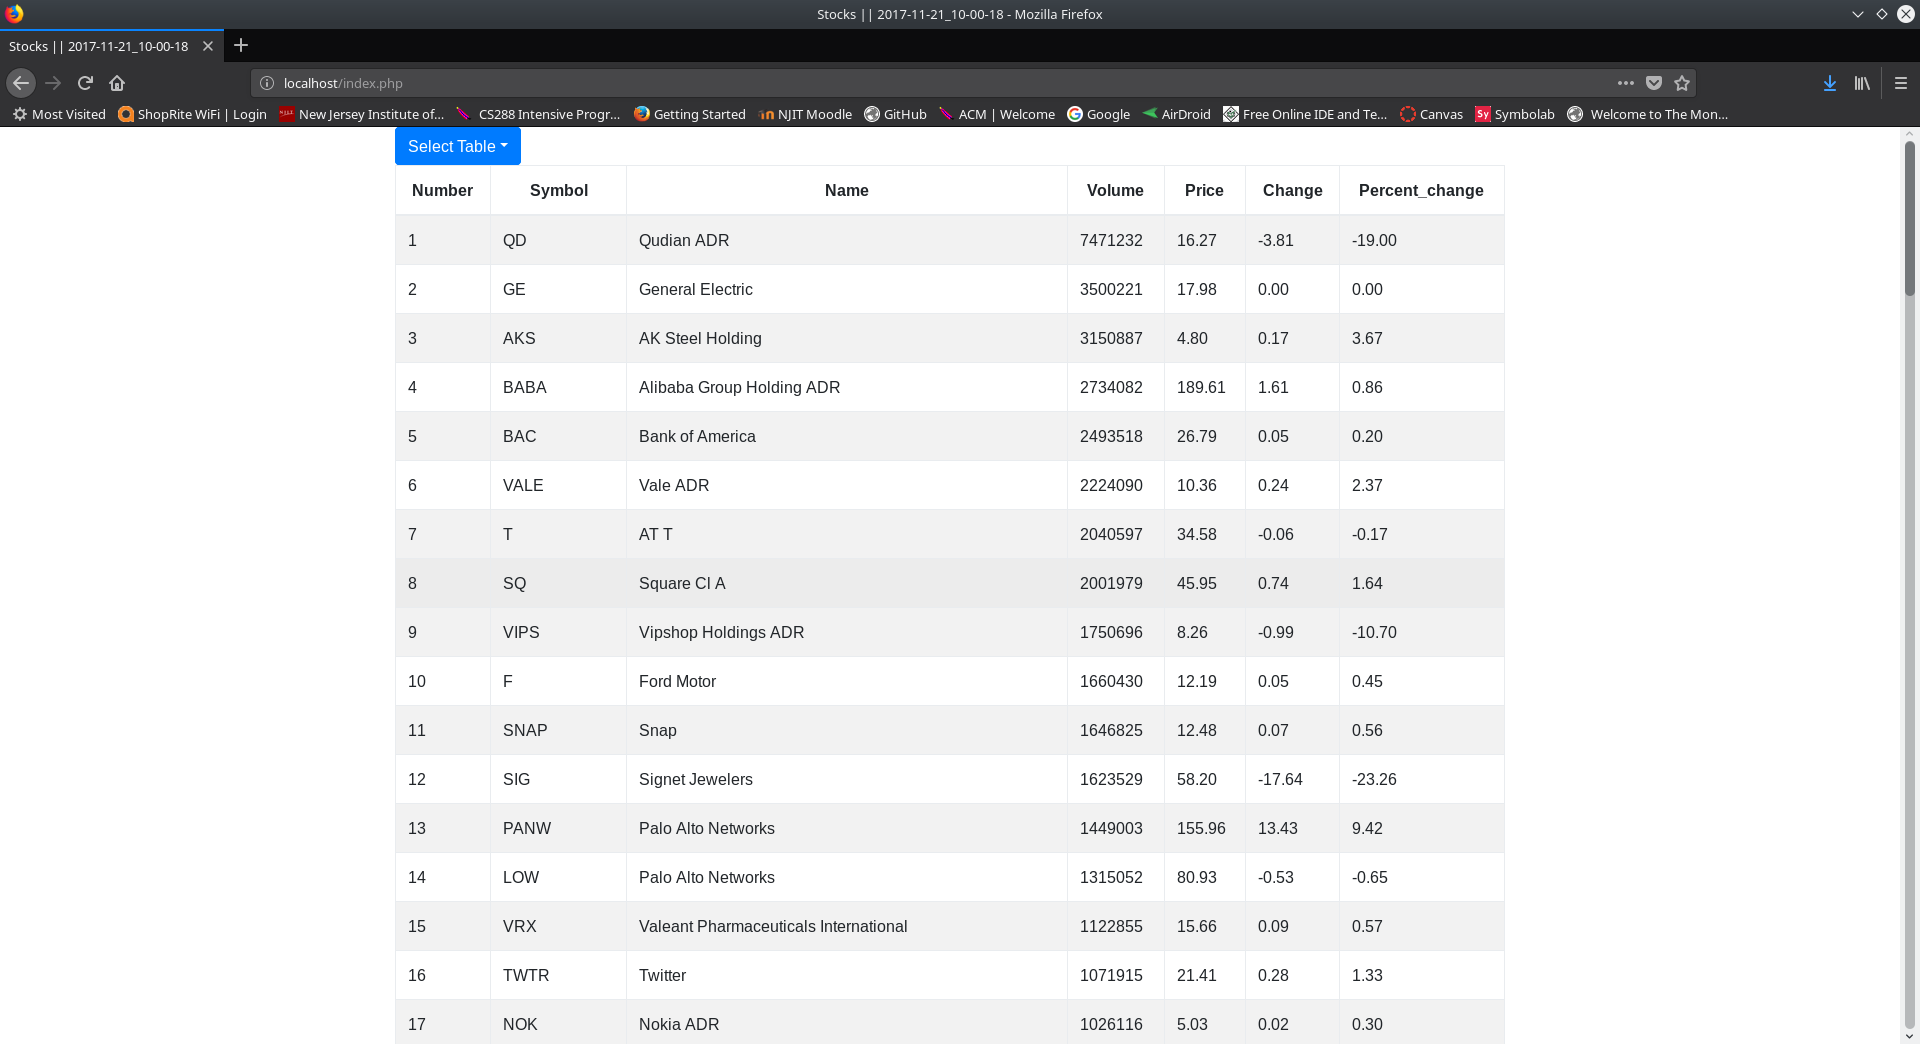 Stocks || 2017-11-21_10-00-18 - Mozilla Firefox
Stocks || 2017-11-21_10-00-18
localhost/index.php
Most Visited ShopRite WiFi | Login New Jersey Institute of... CS288 Intensive Progr... Getting Started NJIT Moodle GitHub ACM | Welcome Google AirDroid Free Online IDE and Te... Canvas Sy Symbolab Welcome to The Mon...
Select Table
Number Symbol Name Volume Price Change Percent_change
1 QD Qudian ADR 7471232 16.27 -3.81 -19.00
2 GE General Electric 3500221 17.98 0.00 0.00
3 AKS AK Steel Holding 3150887 4.80 0.17 3.67
4 BABA Alibaba Group Holding ADR 2734082 189.61 1.61 0.86
5 BAC Bank of America 2493518 26.79 0.05 0.20
6 VALE Vale ADR 2224090 10.36 0.24 2.37
7 T AT T 2040597 34.58 -0.06 -0.17
8 SQ Square Cl A 2001979 45.95 0.74 1.64
9 VIPS Vipshop Holdings ADR 1750696 8.26 -0.99 -10.70
10 F Ford Motor 1660430 12.19 0.05 0.45
11 SNAP Snap 1646825 12.48 0.07 0.56
12 SIG Signet Jewelers 1623529 58.20 -17.64 -23.26
13 PANW Palo Alto Networks 1449003 155.96 13.43 9.42
14 LOW Palo Alto Networks 1315052 80.93 -0.53 -0.65
15 VRX Valeant Pharmaceuticals International 1122855 15.66 0.09 0.57
16 TWTR Twitter 1071915 21.41 0.28 1.33
17 NOK Nokia ADR 1026116 5.03 0.02 0.30